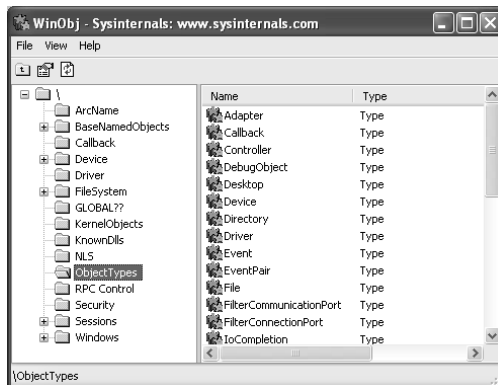 WinObj - Sysinternals: www.sysinternals.com
File View Help
\
ArcName
BaseNamedObjects
Callback
Device
Driver
FileSystem
GLOBAL??
KernelObjects
KnownDlls
NLS
ObjectTypes
RPC Control
Security
Sessions
Windows
Name Type
Adapter Type
Callback Type
Controller Type
DebugObject Type
Desktop Type
Device Type
Directory Type
Driver Type
Event Type
EventPair Type
File Type
FilterCommunicationPort Type
FilterConnectionPort Type
IoCompletion Type
\ObjectTypes